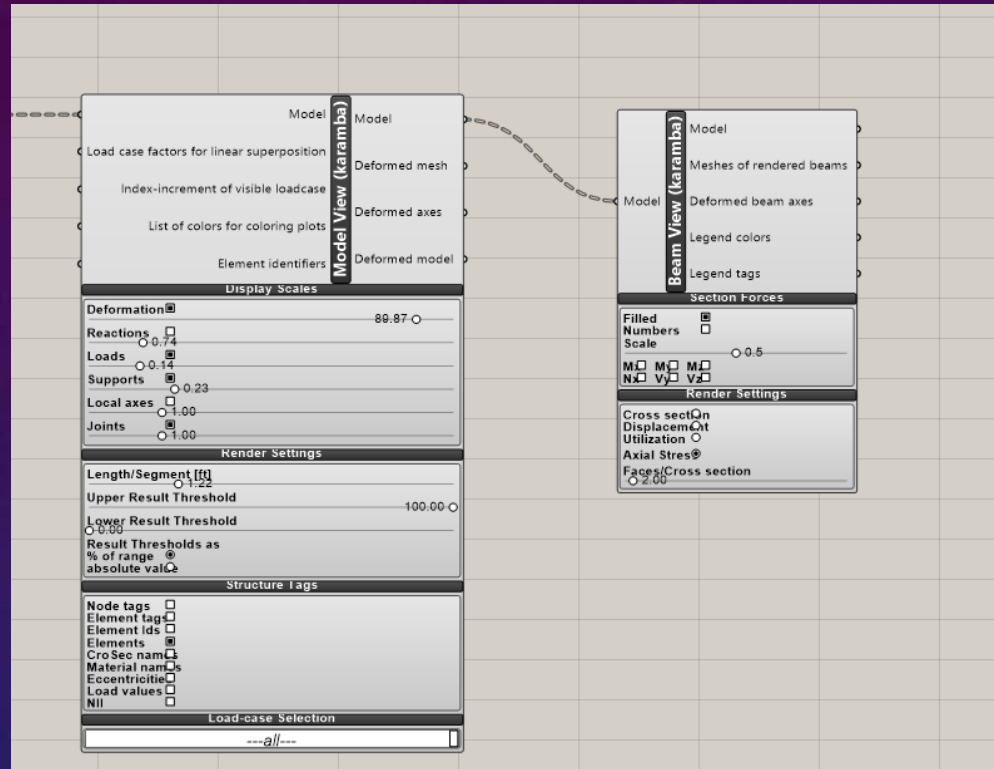 Model
Load case factors for linear superposition
Index-increment of visible loadcase
List of colors for coloring plots
Element identifiers
Model View (karamba)
Model
Deformed mesh
Deformed axes
Deformed model
Display Scales
Deformation
89.87
Reactions
0.74
Loads
0.14
Supports
0.23
Local axes
1.00
Joints
1.00
Render Settings
Length/Segment [ft]
1.22
Upper Result Threshold
100.00
Lower Result Threshold
0.00
Result Thresholds as
% of range
absolute value
Structure Tags
Node tags
Element tags
Element Ids
Elements
CroSec names
Material names
Eccentricities
Load values
NII
Load-case Selection
---all---
Model
Beam View (karamba)
Model
Meshes of rendered beams
Deformed beam axes
Legend colors
Legend tags
Section Forces
Filled
Numbers
Scale
0.5
Mx My Mz
Nx Vy Vz
Render Settings
Cross section
Displacement
Utilization
Axial Stress
Faces/Cross section
2.00